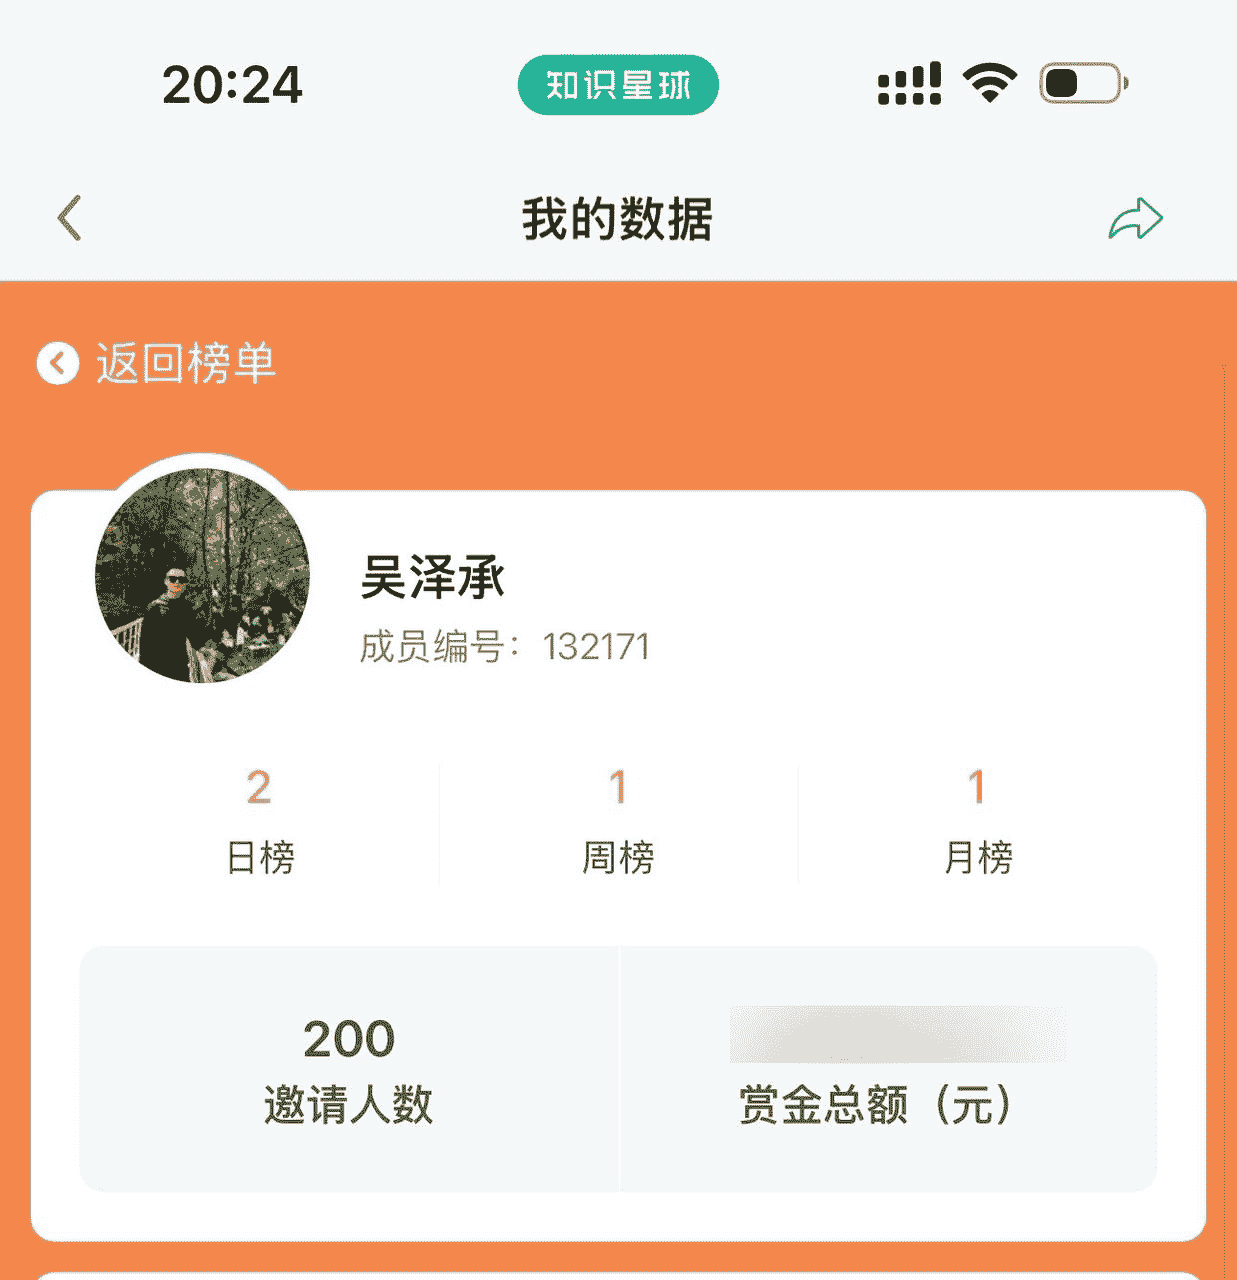 20:24
知识星球
我的数据
返回榜单
吴泽承
成员编号：132171
2
日榜
1
周榜
1
月榜
200
邀请人数
赏金总额（元）